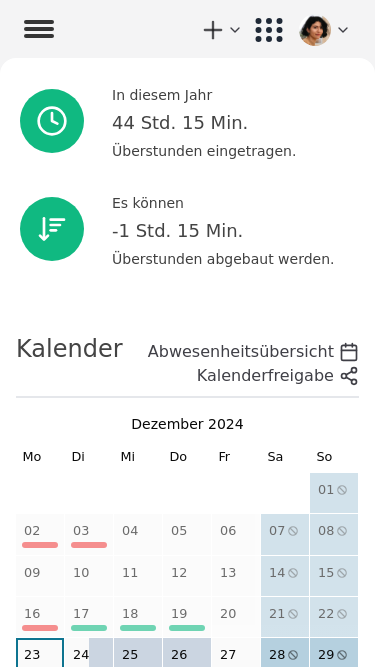 In diesem Jahr
44 Std. 15 Min.
Überstunden eingetragen.
Es können
-1 Std. 15 Min.
Überstunden abgebaut werden.
Kalender
Abwesenheitsübersicht
Kalenderfreigabe
Dezember 2024
Mo Di Mi Do Fr Sa So
01
02 03 04 05 06 07 08
09 10 11 12 13 14 15
16 17 18 19 20 21 22
23 24 25 26 27 28 29